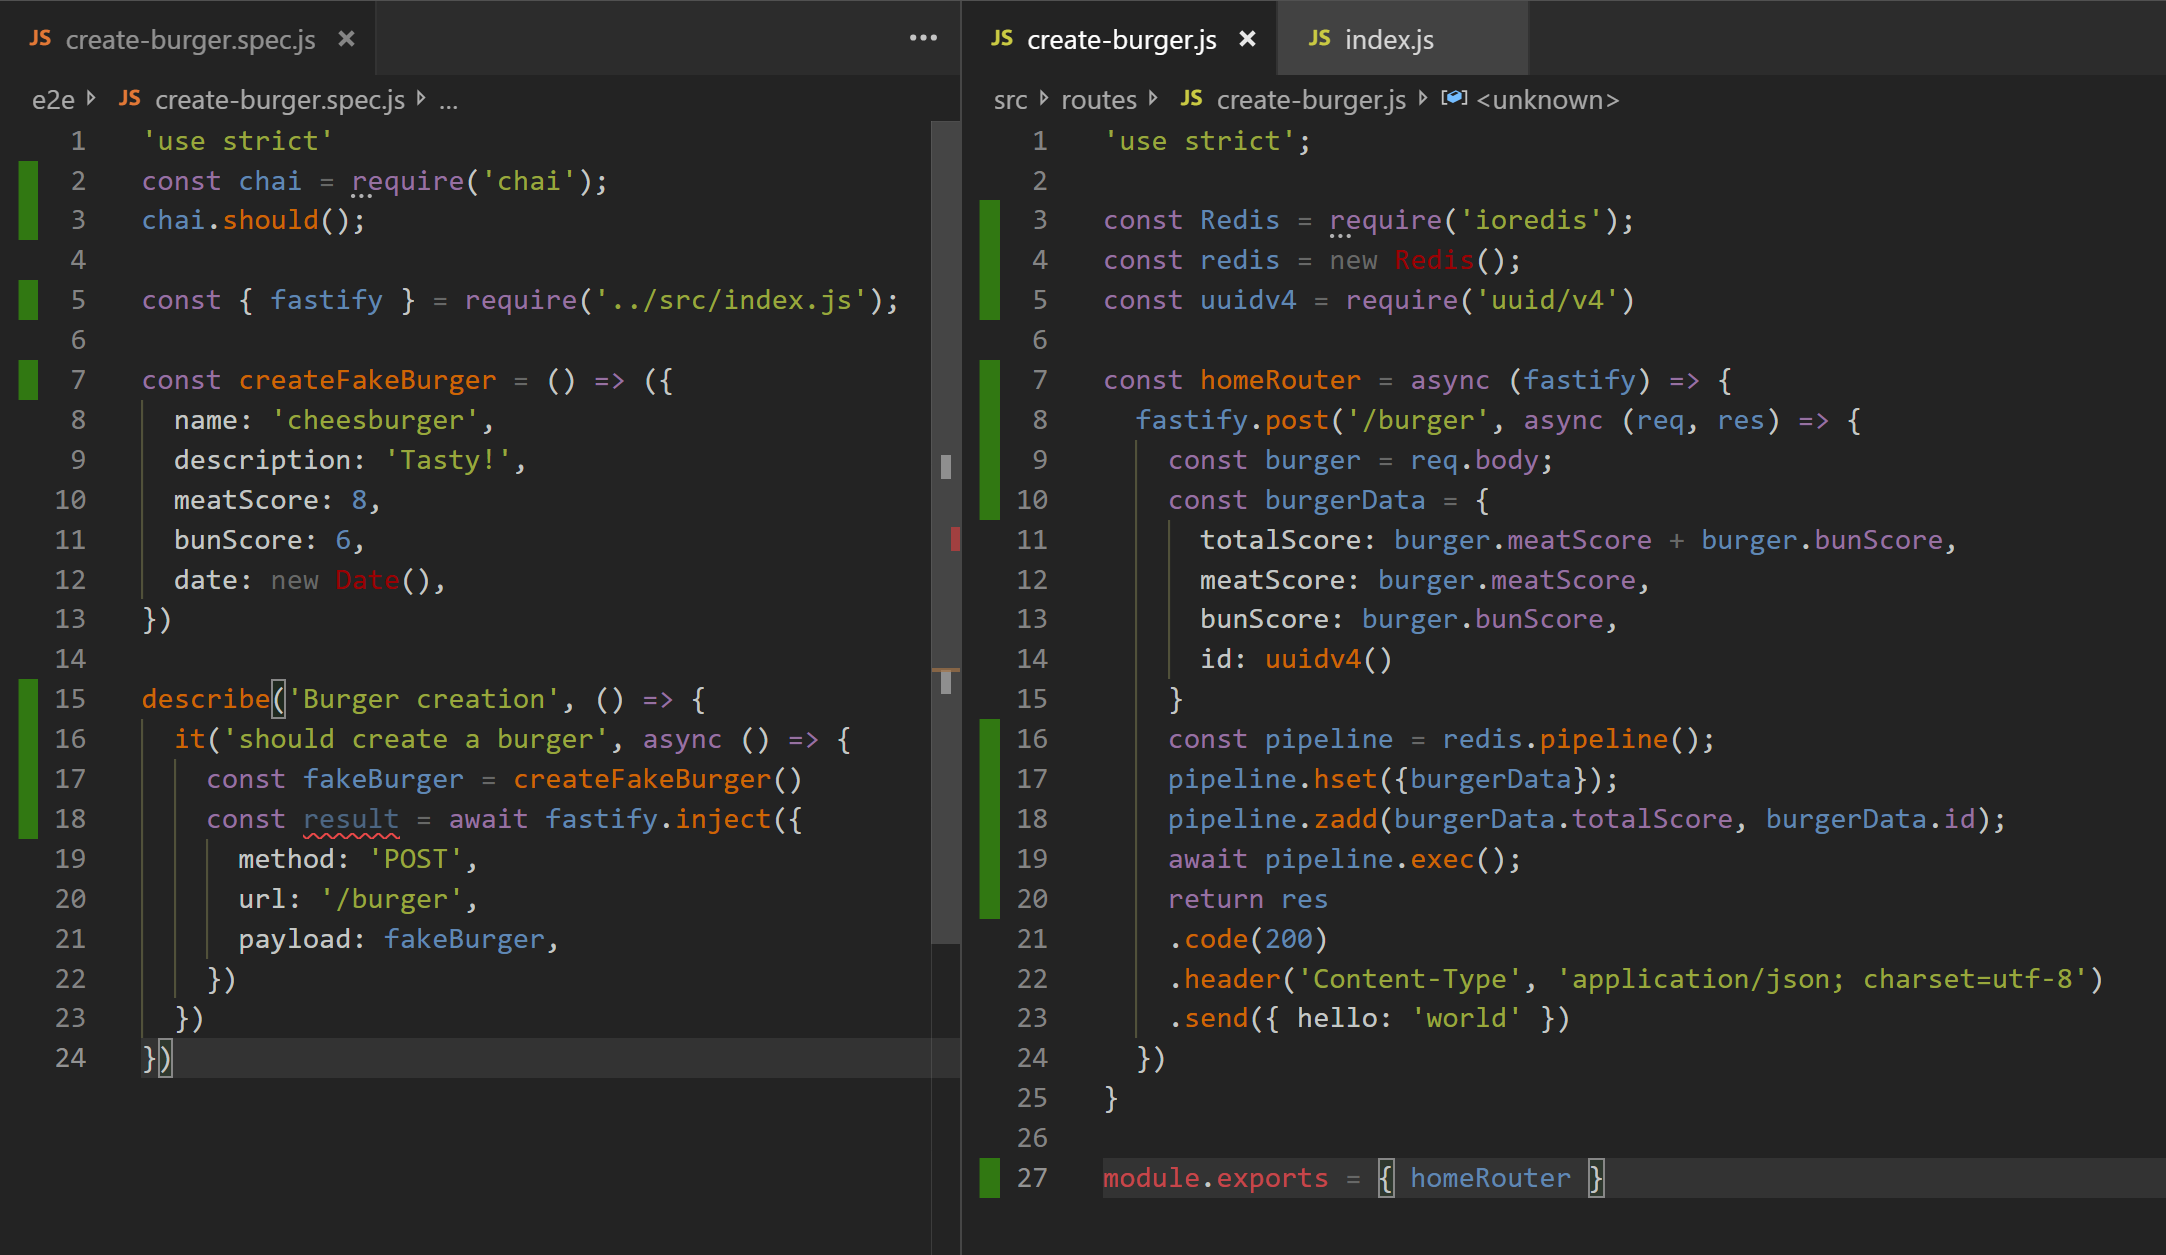 JS create-burger.spec.js ×
e2e JS create-burger.spec.js ...
1 'use strict'
2 const chai = require('chai');
3 chai.should();
4
5 const { fastify } = require('../src/index.js');
6
7 const createFakeBurger = () => ({
8 name: 'cheesburger',
9 description: 'Tasty!',
10 meatScore: 8,
11 bunScore: 6,
12 date: new Date(),
13 })
14
15 describe('Burger creation', () => {
16 it('should create a burger', async () => {
17 const fakeBurger = createFakeBurger()
18 const result = await fastify.inject({
19 method: 'POST',
20 url: '/burger',
21 payload: fakeBurger,
22 })
23 })
24 })
JS create-burger.js × JS index.js
src routes JS create-burger.js <unknown>
1 'use strict';
2
3 const Redis = require('ioredis');
4 const redis = new Redis();
5 const uuidv4 = require('uuid/v4')
6
7 const homeRouter = async (fastify) => {
8 fastify.post('/burger', async (req, res) => {
9 const burger = req.body;
10 const burgerData = {
11 totalScore: burger.meatScore + burger.bunScore,
12 meatScore: burger.meatScore,
13 bunScore: burger.bunScore,
14 id: uuidv4()
15 }
16 const pipeline = redis.pipeline();
17 pipeline.hset({burgerData});
18 pipeline.zadd(burgerData.totalScore, burgerData.id);
19 await pipeline.exec();
20 return res
21 .code(200)
22 .header('Content-Type', 'application/json; charset=utf-8')
23 .send({ hello: 'world' })
24 })
25 }
26
27 module.exports = { homeRouter }